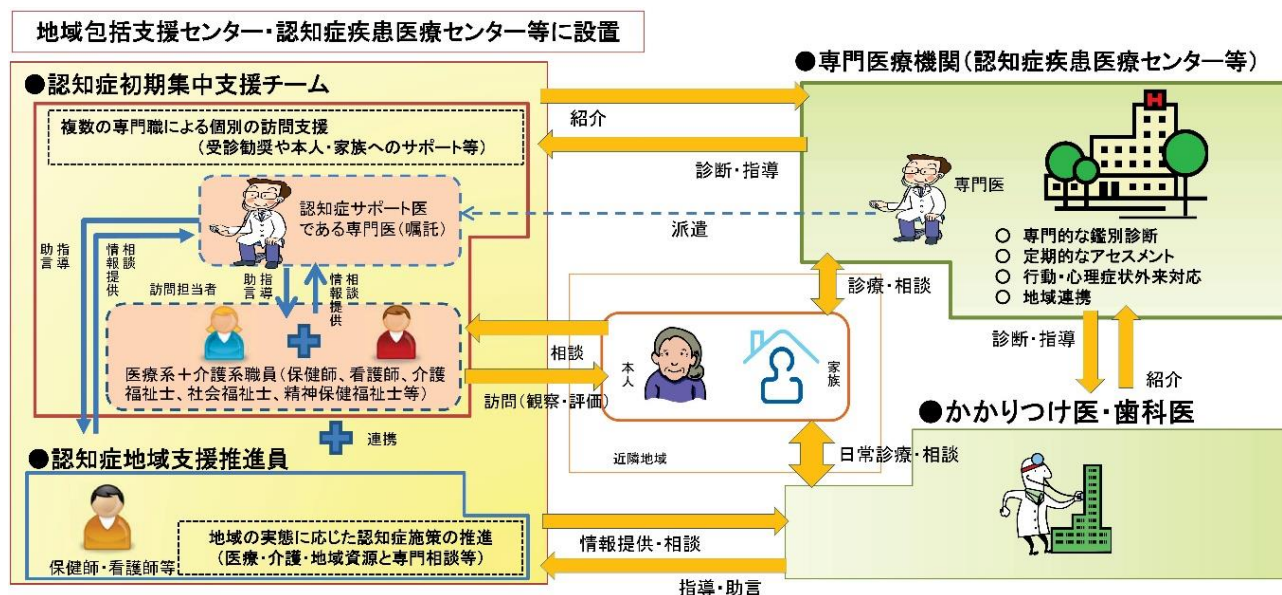 地域包括支援センター・認知症疾患医療センター等に設置
●認知症初期集中支援チーム
複数の専門職による個別の訪問支援
(受診勧奨や本人・家族へのサポート等)
認知症サポート医
である専門医(嘱託)
指導
助言
相談
情報提供
訪問担当者
指導
助言
相談
情報提供
医療系+介護系職員(保健師、看護師、介護
福祉士、社会福祉士、精神保健福祉士等)
連携
●認知症地域支援推進員
地域の実態に応じた認知症施策の推進
(医療・介護・地域資源と専門相談等)
保健師・看護師等
紹介
診断・指導
派遣
診療・相談
相談
訪問(観察・評価)
本人
家族
近隣地域
日常診療・相談
情報提供・相談
指導・助言
●専門医療機関(認知症疾患医療センター等)
H
専門医
○ 専門的な鑑別診断
○ 定期的なアセスメント
○ 行動・心理症状外来対応
○ 地域連携
診断・指導
紹介
●かかりつけ医・歯科医